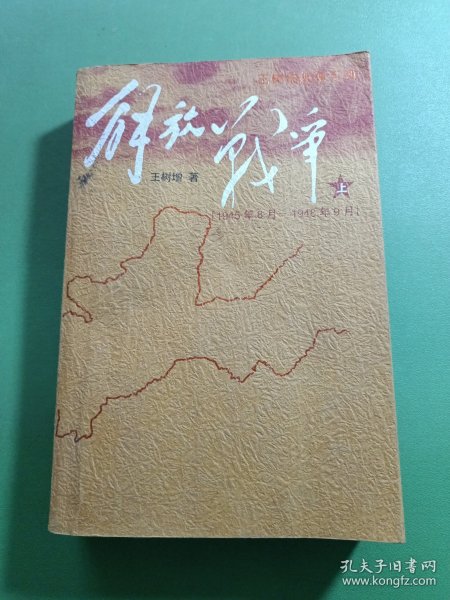 解放战争
王树增 著
上
[1945年8月—1948年9月]
孔夫子旧书网
www.kongfz.com